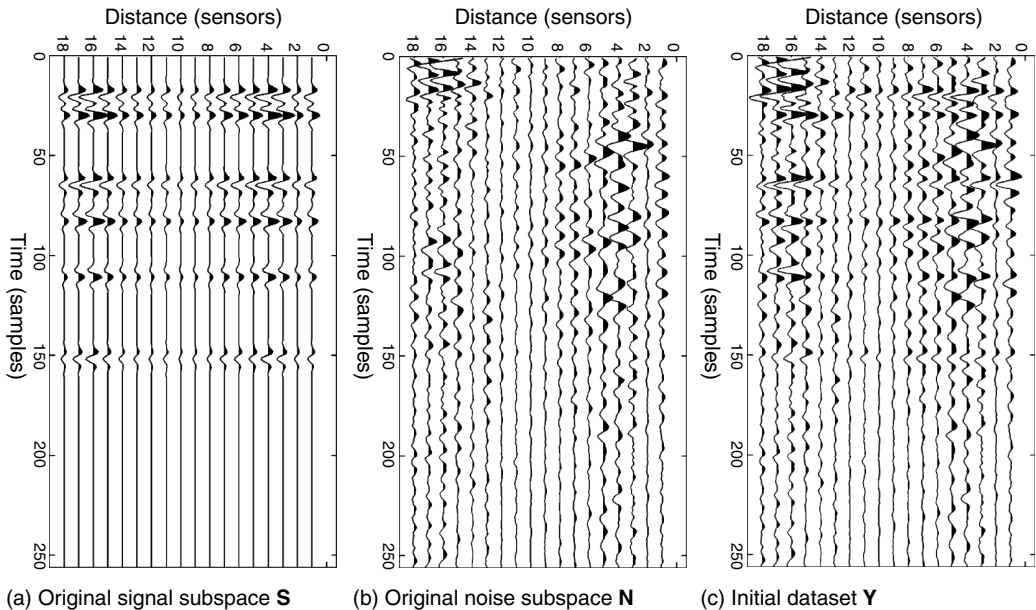 Distance (sensors)
18 16 14 12 10 8 6 4 2 0
0
50
100
150
200
250
Time (samples)
(a) Original signal subspace S
Distance (sensors)
18 16 14 12 10 8 6 4 2 0
0
50
100
150
200
250
Time (samples)
(b) Original noise subspace N
Distance (sensors)
18 16 14 12 10 8 6 4 2 0
0
50
100
150
200
250
Time (samples)
(c) Initial dataset Y